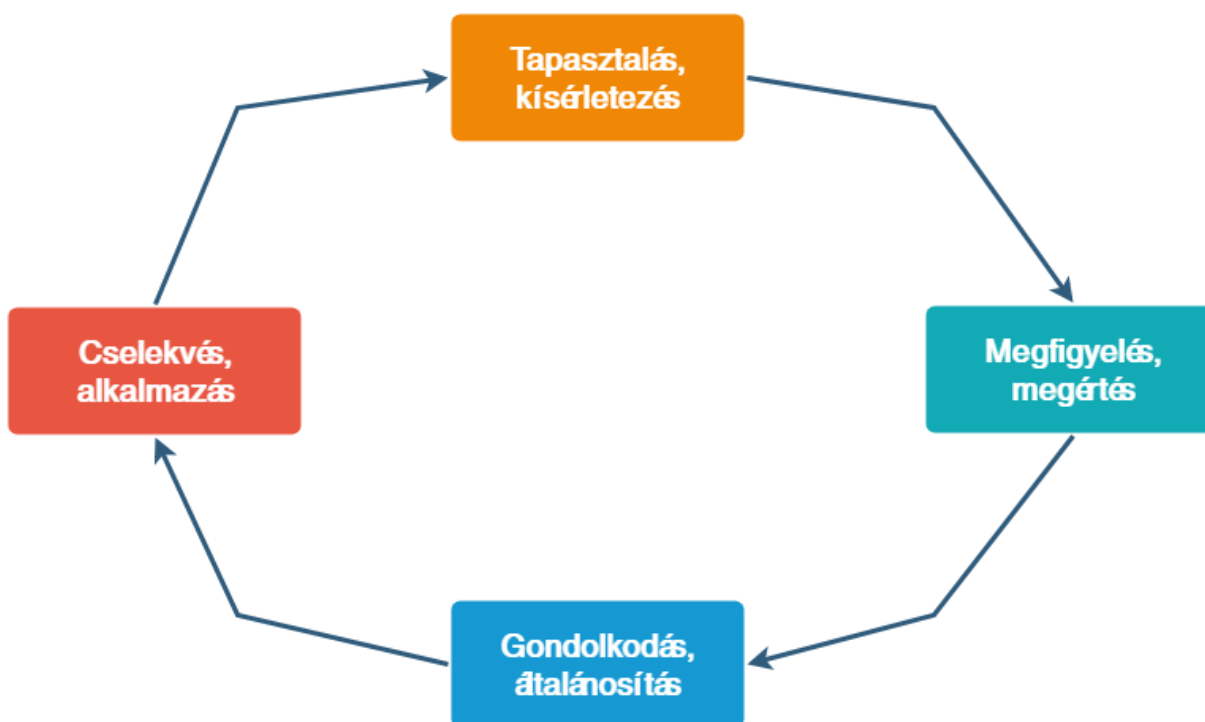 Tapasztalás,
kísérletezés
Cselekvés,
alkalmazás
Megfigyelés,
megértés
Gondolkodás,
általánosítás